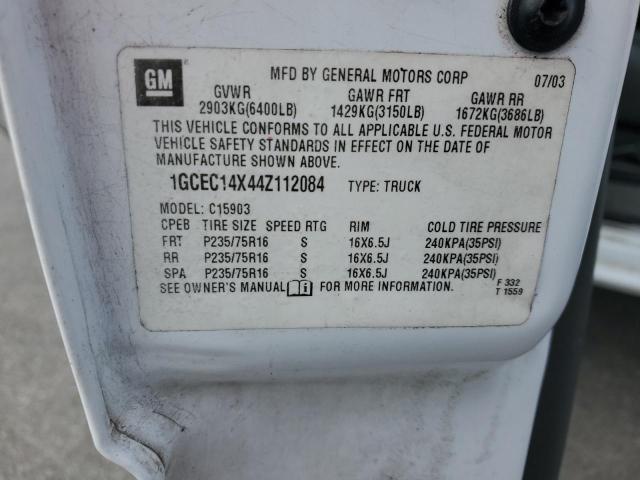 GM
MFD BY GENERAL MOTORS CORP 07/03
GVWR GAWR FRT GAWR RR
2903KG(6400LB) 1429KG(3150LB) 1672KG(3686LB)
THIS VEHICLE CONFORMS TO ALL APPLICABLE U.S. FEDERAL MOTOR
VEHICLE SAFETY STANDARDS IN EFFECT ON THE DATE OF
MANUFACTURE SHOWN ABOVE.
1GCEC14X44Z112084 TYPE: TRUCK
MODEL: C15903
CPEB TIRE SIZE SPEED RTG RIM COLD TIRE PRESSURE
FRT P235/75R16 S 16X6.5J 240KPA(35PSI)
RR P235/75R16 S 16X6.5J 240KPA(35PSI)
SPA P235/75R16 S 16X6.5J 240KPA(35PSI)
SEE OWNER'S MANUAL i FOR MORE INFORMATION.
F 332
T 1559